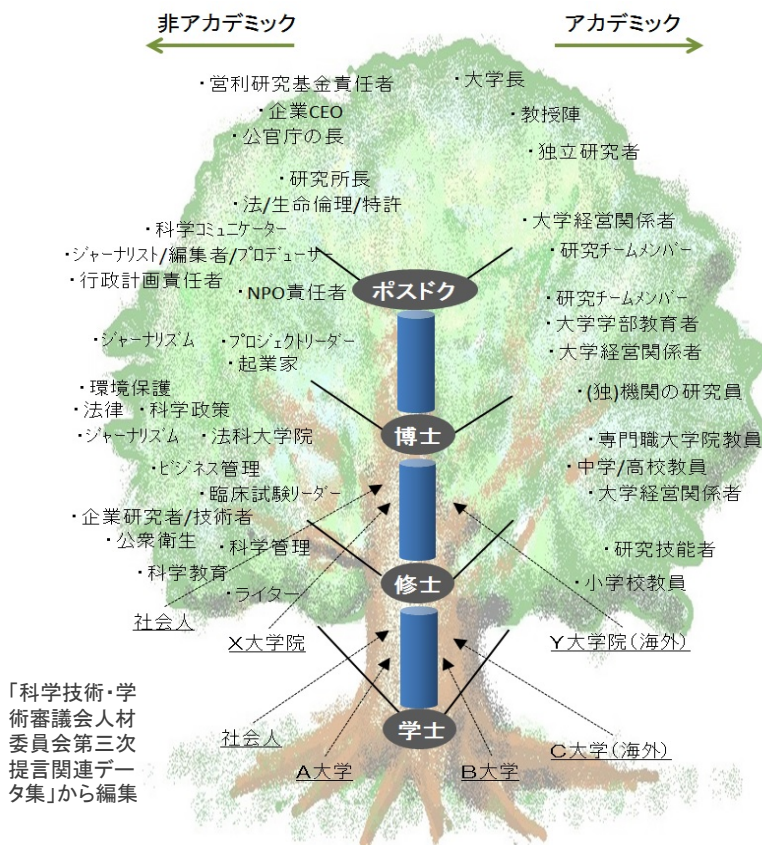 非アカデミック
アカデミック
・営利研究基金責任者
・大学長
・企業CEO
・教授陣
・公官庁の長
・独立研究者
・研究所長
・法/生命倫理/特許
・科学コミュニケーター
・大学経営関係者
・ジャーナリスト/編集者/プロデューサー
・研究チームメンバー
・行政計画責任者
・NPO責任者
ポスドク
・研究チームメンバー
・大学学部教育者
・ジャーナリズム
・プロジェクトリーダー
・大学経営関係者
・起業家
・環境保護
・(独)機関の研究員
・法律
・科学政策
・ジャーナリズム
・法科大学院
博士
・専門職大学院教員
・ビジネス管理
・中学/高校教員
・臨床試験リーダー
・大学経営関係者
・企業研究者/技術者
・公衆衛生
・科学管理
・研究技能者
・科学教育
修士
・小学校教員
・ライター
社会人
X大学院
Y大学院(海外)
「科学技術・学
術審議会人材
委員会第三次
提言関連デー
タ集」から編集
学士
社会人
A大学
B大学
C大学(海外)